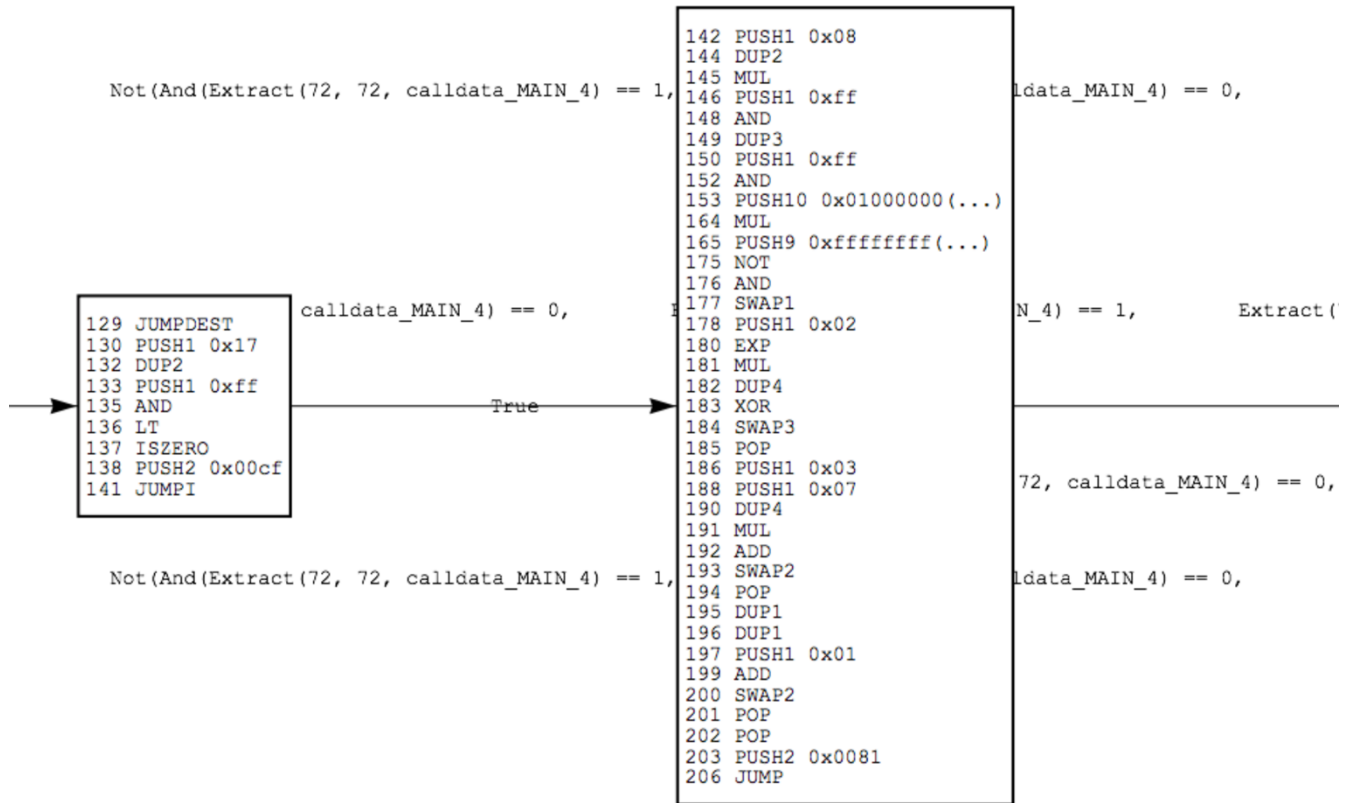 142 PUSH1 0x08
144 DUP2
145 MUL
Not(And(Extract(72, 72, calldata_MAIN_4) == 1,
146 PUSH1 0xff
ldata_MAIN_4) == 0,
148 AND
149 DUP3
150 PUSH1 0xff
152 AND
153 PUSH10 0x01000000(...)
164 MUL
165 PUSH9 0xffffffff(...)
175 NOT
176 AND
177 SWAP1
calldata_MAIN_4) == 0,
N_4) == 1,
Extract(
129 JUMPDEST
130 PUSH1 0x17
132 DUP2
133 PUSH1 0xff
135 AND
136 LT
137 ISZERO
138 PUSH2 0x00cf
141 JUMPI
True
178 PUSH1 0x02
180 EXP
181 MUL
182 DUP4
183 XOR
184 SWAP3
185 POP
186 PUSH1 0x03
188 PUSH1 0x07
72, calldata_MAIN_4) == 0,
190 DUP4
191 MUL
192 ADD
Not(And(Extract(72, 72, calldata_MAIN_4) == 1,
193 SWAP2
ldata_MAIN_4) == 0,
194 POP
195 DUP1
196 DUP1
197 PUSH1 0x01
199 ADD
200 SWAP2
201 POP
202 POP
203 PUSH2 0x0081
206 JUMP